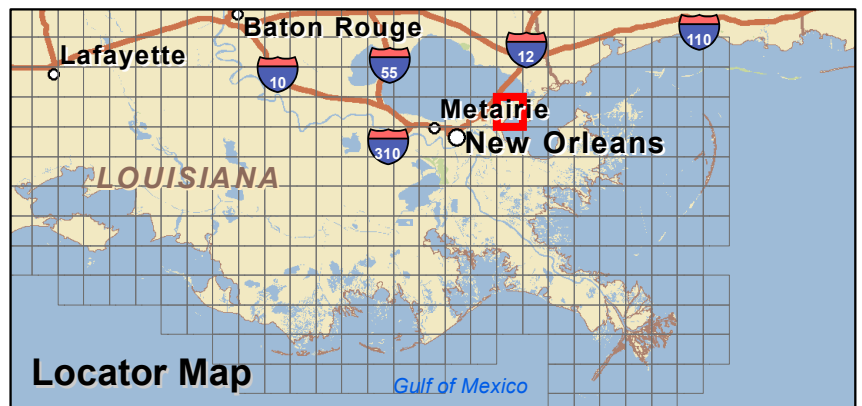 Baton Rouge
110
12
Lafayette
55
10
Metairie
New Orleans
310
LOUISIANA
Locator Map
Gulf of Mexico